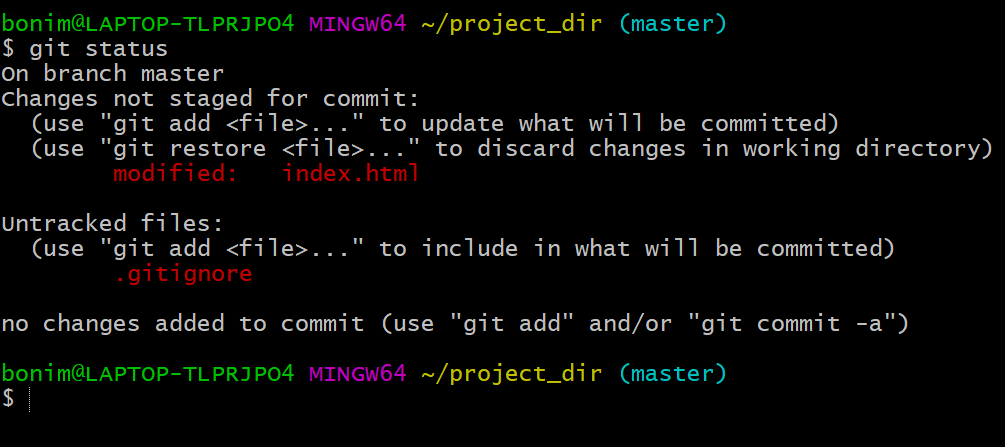 bonim@LAPTOP-TLPRJPO4 MINGW64 ~/project_dir (master)
$ git status
On branch master
Changes not staged for commit:
  (use "git add <file>..." to update what will be committed)
  (use "git restore <file>..." to discard changes in working directory)
        modified:   index.html

Untracked files:
  (use "git add <file>..." to include in what will be committed)
        .gitignore

no changes added to commit (use "git add" and/or "git commit -a")

bonim@LAPTOP-TLPRJPO4 MINGW64 ~/project_dir (master)
$